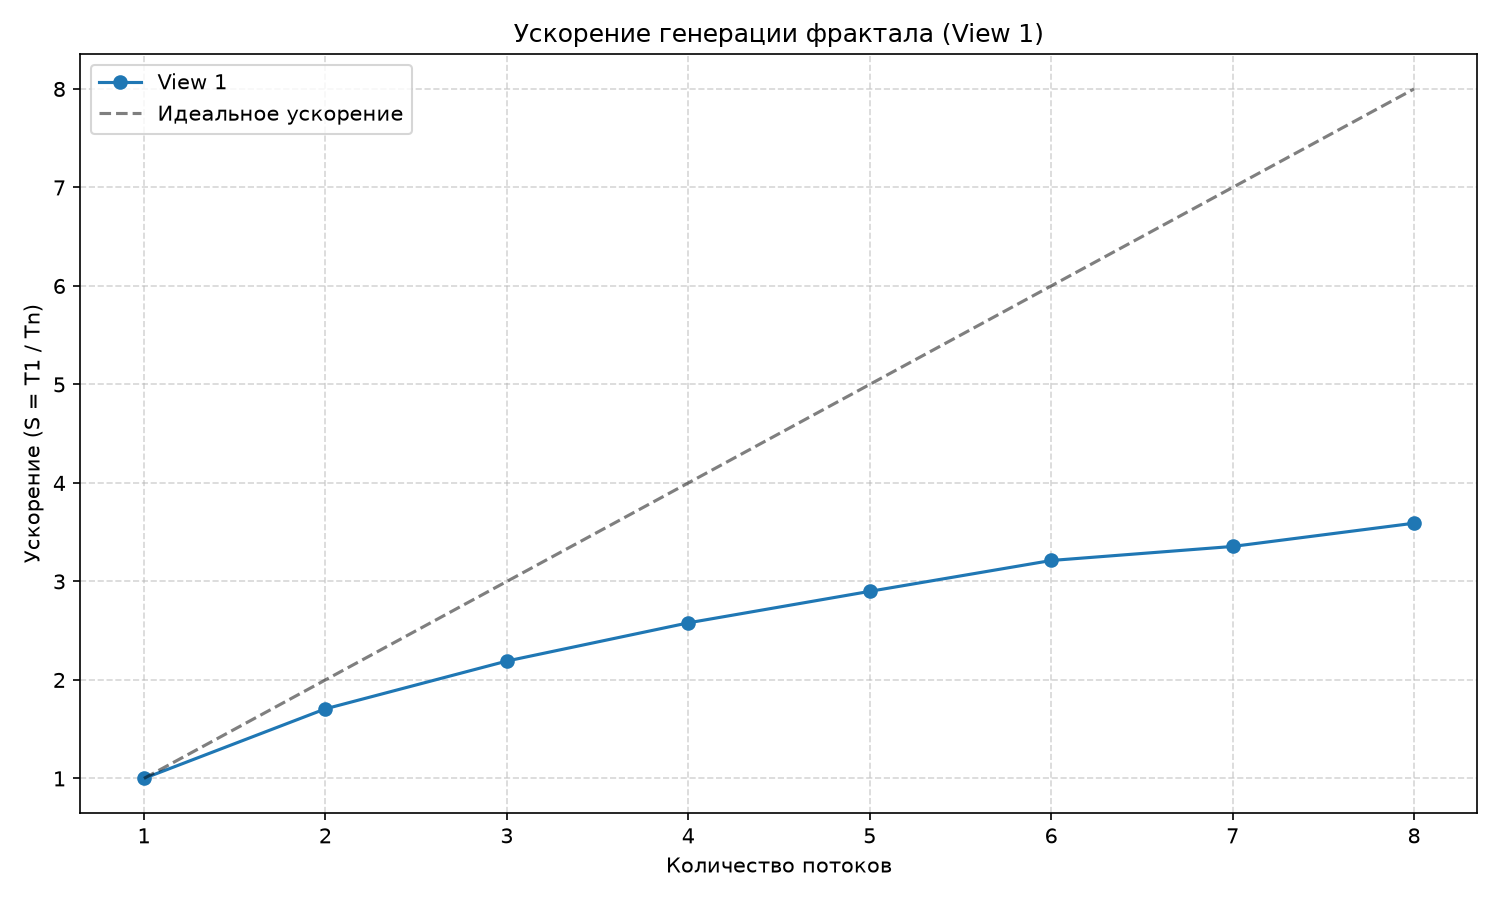 Ускорение генерации фрактала (View 1)
View 1
Идеальное ускорение
Ускорение (S = T1 / Tn)
8
7
6
5
4
3
2
1
1 2 3 4 5 6 7 8
Количество потоков